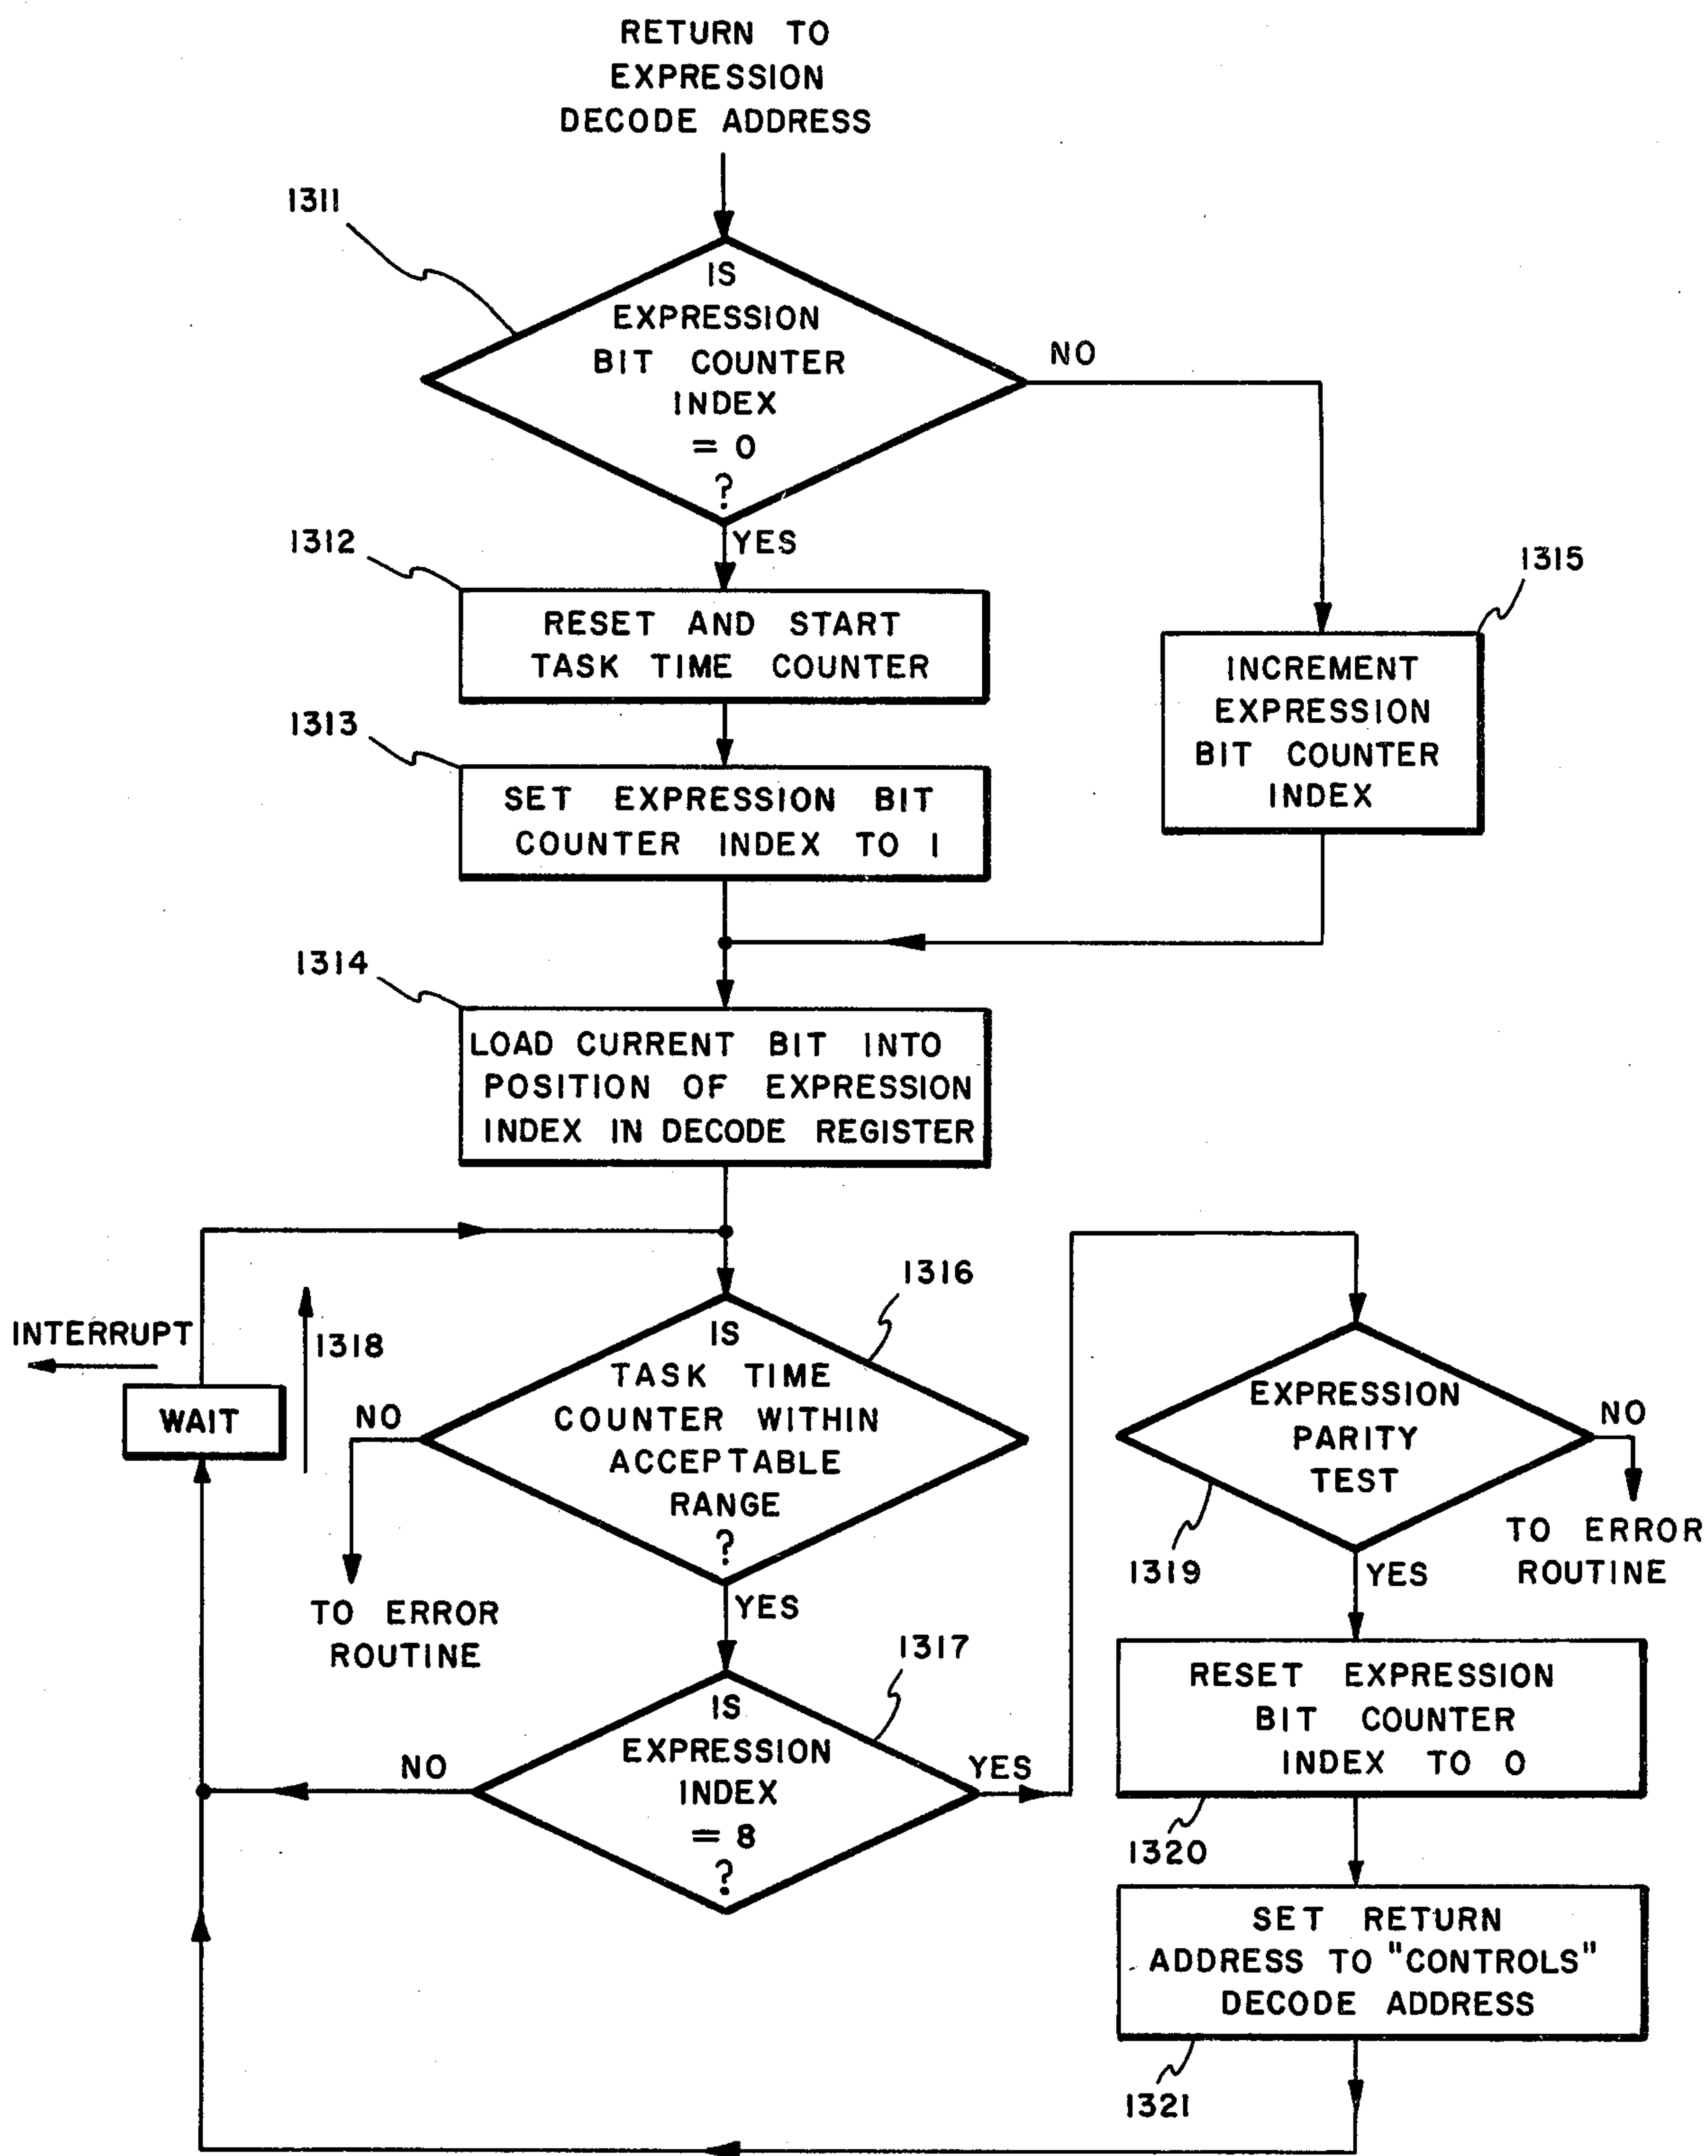 RETURN TO
EXPRESSION
DECODE ADDRESS
1311
IS
EXPRESSION
BIT COUNTER
INDEX
= 0
?
NO
YES
1312
RESET AND START
TASK TIME COUNTER
1315
INCREMENT
EXPRESSION
BIT COUNTER
INDEX
1313
SET EXPRESSION BIT
COUNTER INDEX TO 1
1314
LOAD CURRENT BIT INTO
POSITION OF EXPRESSION
INDEX IN DECODE REGISTER
INTERRUPT
WAIT
1318
1316
IS
TASK TIME
COUNTER WITHIN
ACCEPTABLE
RANGE
?
NO
TO ERROR
ROUTINE
YES
1317
IS
EXPRESSION
INDEX
= 8
?
NO
YES
EXPRESSION
PARITY
TEST
1319
NO
TO ERROR
ROUTINE
YES
RESET EXPRESSION
BIT COUNTER
INDEX TO 0
1320
SET RETURN
ADDRESS TO "CONTROLS"
DECODE ADDRESS
1321